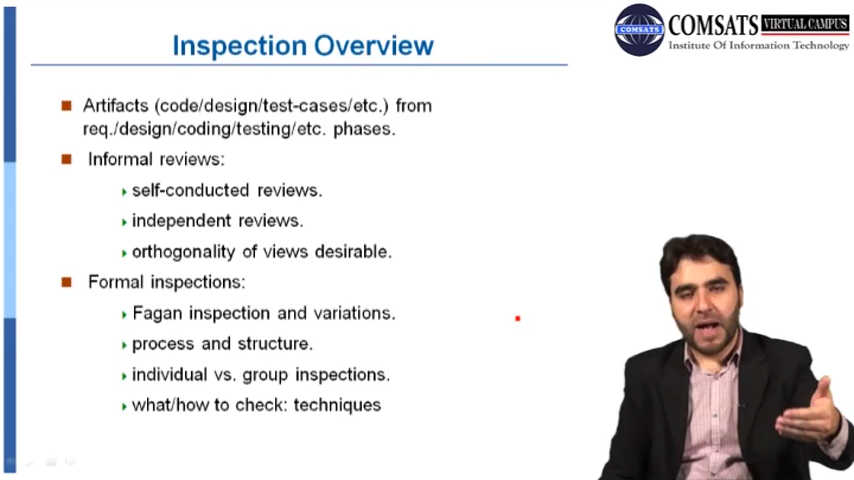 Inspection Overview
COMSATS
COMSATS VIRTUAL CAMPUS
Institute Of Information Technology
Artifacts (code/design/test-cases/etc.) from
req./design/coding/testing/etc. phases.
Informal reviews:
self-conducted reviews.
independent reviews.
orthogonality of views desirable.
Formal inspections:
Fagan inspection and variations.
process and structure.
individual vs. group inspections.
what/how to check: techniques